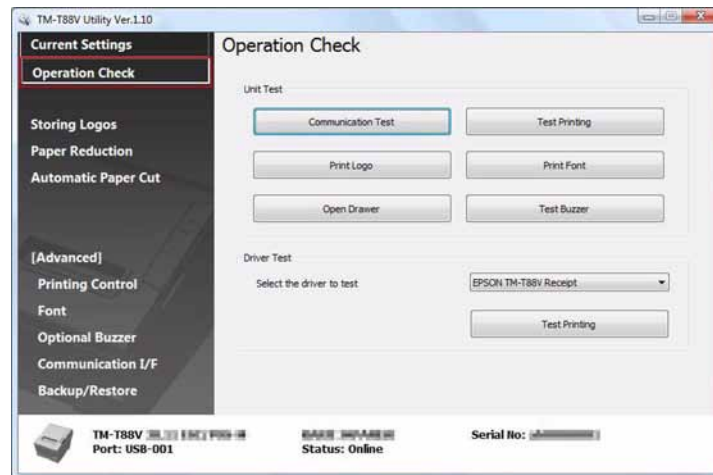 TM-T88V Utility Ver.1.10
Current Settings
Operation Check
Storing Logos
Paper Reduction
Automatic Paper Cut
[Advanced]
Printing Control
Font
Optional Buzzer
Communication I/F
Backup/Restore
Operation Check
Unit Test
Communication Test
Test Printing
Print Logo
Print Font
Open Drawer
Test Buzzer
Driver Test
Select the driver to test
EPSON TM-T88V Receipt
Test Printing
TM-T88V
Port: USB-001
Status: Online
Serial No: